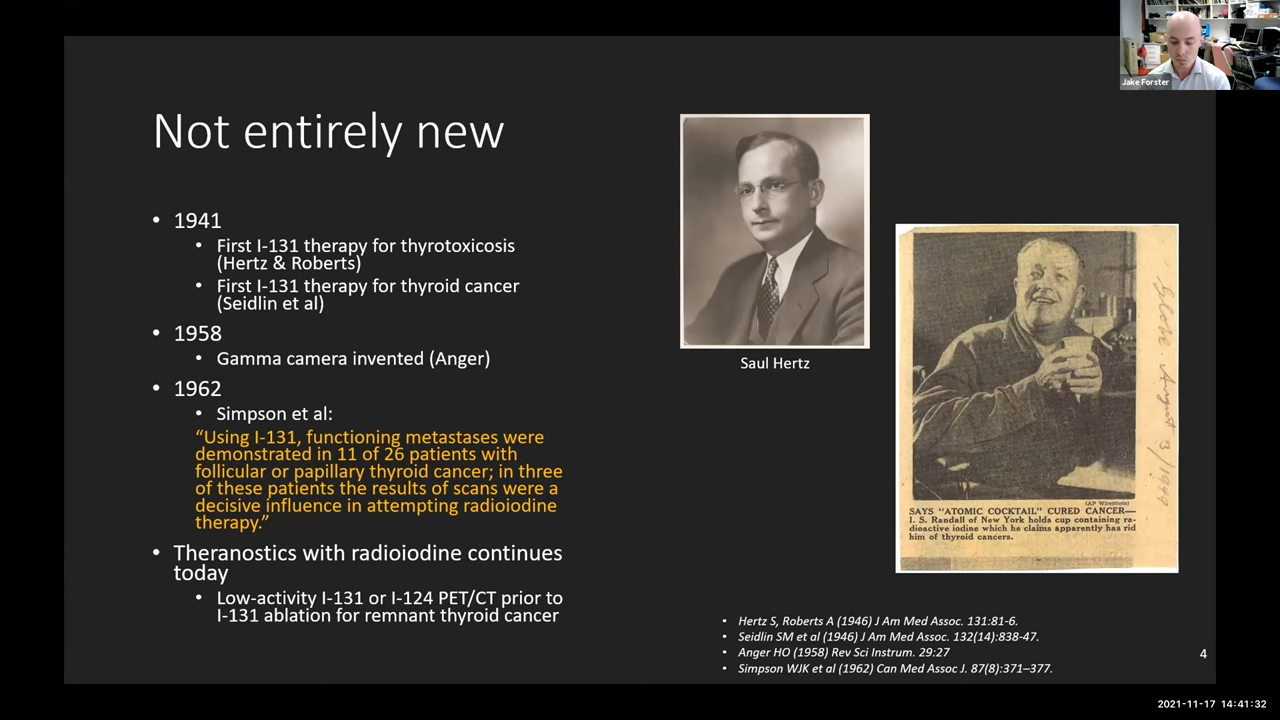 Jake Forster
Not entirely new
• 1941
• First I-131 therapy for thyrotoxicosis
(Hertz & Roberts)
• First I-131 therapy for thyroid cancer
(Seidlin et al)
• 1958
• Gamma camera invented (Anger)
• 1962
• Simpson et al:
“Using I-131, functioning metastases were
demonstrated in 11 of 26 patients with
follicular or papillary thyroid cancer; in three
of these patients the results of scans were a
decisive influence in attempting radioiodine
therapy.”
• Theranostics with radioiodine continues
today
• Low-activity I-131 or I-124 PET/CT prior to
I-131 ablation for remnant thyroid cancer
Saul Hertz
(AP Wirephoto)
SAYS "ATOMIC COCKTAIL" CURED CANCER—
I. S. Randall of New York holds cup containing ra-
dioactive iodine which he claims apparently has rid
him of thyroid cancers.
Globe August 3/
• Hertz S, Roberts A (1946) J Am Med Assoc. 131:81-6.
• Seidlin SM et al (1946) J Am Med Assoc. 132(14):838-47.
• Anger HO (1958) Rev Sci Instrum. 29:27
• Simpson WJK et al (1962) Can Med Assoc J. 87(8):371–377.
4
2021-11-17 14:41:32